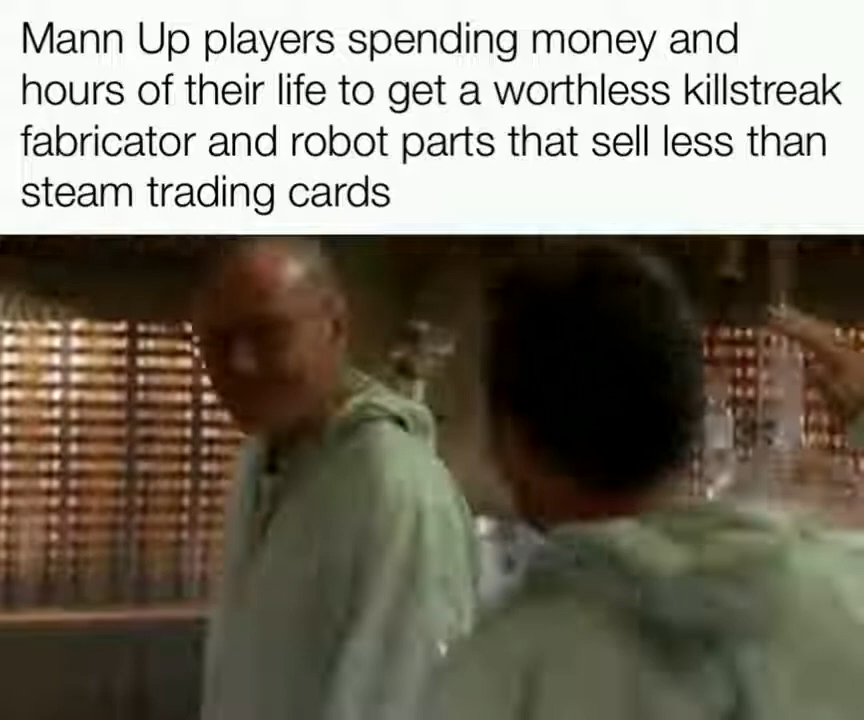 Mann Up players spending money and
hours of their life to get a worthless killstreak
fabricator and robot parts that sell less than
steam trading cards